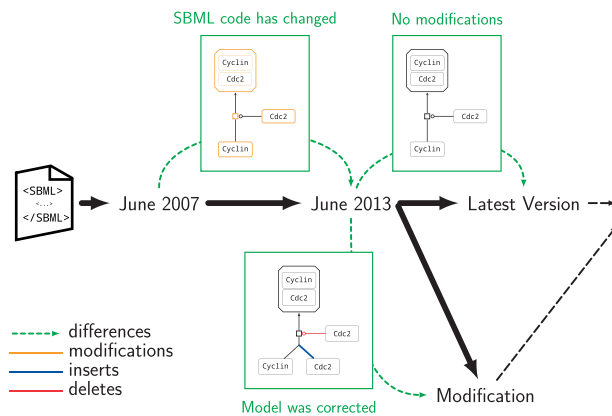 SBML code has changed
No modifications
Cyclin
Cdc2
Cdc2
Cyclin
Cyclin
Cdc2
Cdc2
Cyclin
<SBML>
<...>
</SBML>
June 2007
June 2013
Latest Version
Cyclin
Cdc2
Cdc2
Cyclin
Cdc2
differences
modifications
inserts
deletes
Modification
Model was corrected